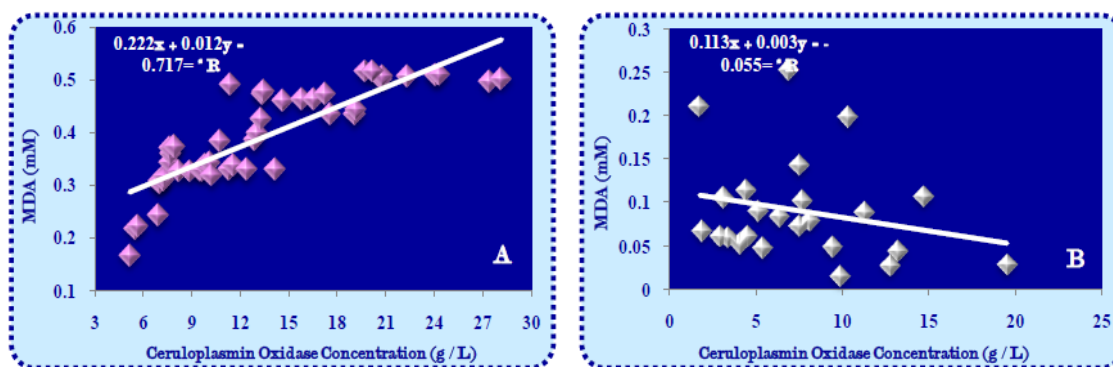 0.222x + 0.012y -
0.717= ² R
MDA (mM)
0.6
0.5
0.4
0.3
0.2
0.1
3 6 9 12 15 18 21 24 27 30
Ceruloplasmin Oxidase Concentration (g / L)
A
0.113x + 0.003y - -
0.055= ² R
MDA (mM)
0.3
0.25
0.2
0.15
0.1
0.05
0
0 5 10 15 20 25
Ceruloplasmin Oxidase Concentration (g / L)
B